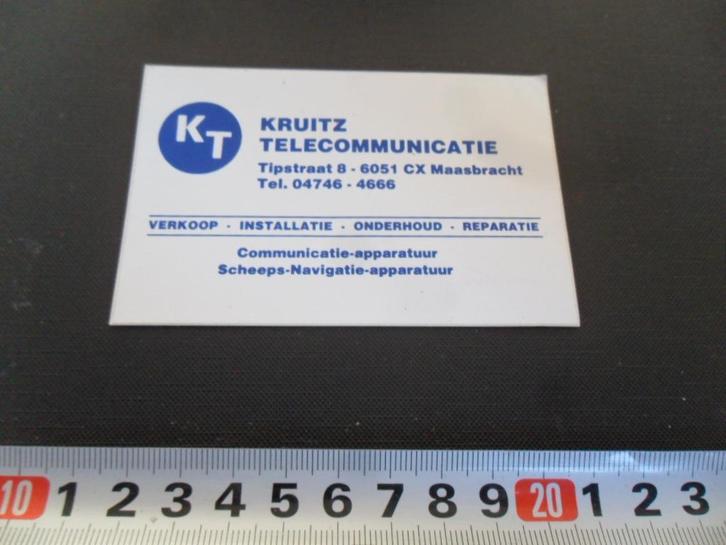 KT
KRUITZ
TELECOMMUNICATIE
Tipstraat 8 - 6051 CX Maasbracht
Tel. 04746 - 4666
VERKOOP - INSTALLATIE - ONDERHOUD - REPARATIE
Communicatie-apparatuur
Scheeps-Navigatie-apparatuur
10 1 2 3 4 5 6 7 8 9 20 1 2 3